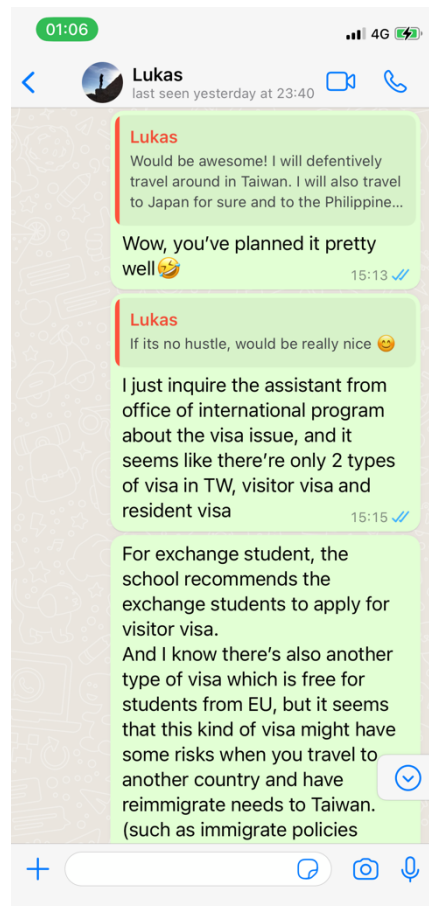 01:06
4G
Lukas
last seen yesterday at 23:40
Lukas
Would be awesome! I will defentively
travel around in Taiwan. I will also travel
to Japan for sure and to the Philippine...
Wow, you’ve planned it pretty
well🤣
15:13
Lukas
If its no hustle, would be really nice 😊
I just inquire the assistant from
office of international program
about the visa issue, and it
seems like there’re only 2 types
of visa in TW, visitor visa and
resident visa
15:15
For exchange student, the
school recommends the
exchange students to apply for
visitor visa.
And I know there’s also another
type of visa which is free for
students from EU, but it seems
that this kind of visa might have
some risks when you travel to
another country and have
reimmigrate needs to Taiwan.
(such as immigrate policies